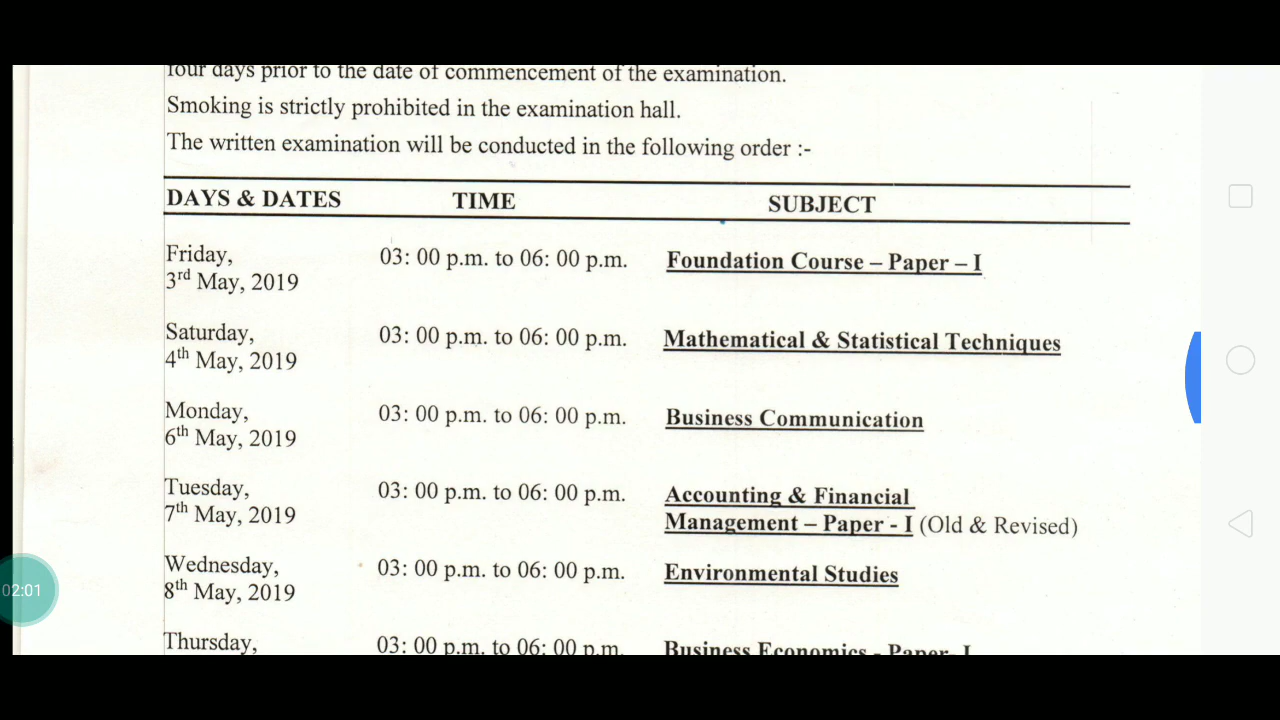 four days prior to the date of commencement of the examination.
Smoking is strictly prohibited in the examination hall.
The written examination will be conducted in the following order :-
DAYS & DATES TIME SUBJECT
Friday, 03: 00 p.m. to 06: 00 p.m. Foundation Course – Paper – I
3rd May, 2019
Saturday, 03: 00 p.m. to 06: 00 p.m. Mathematical & Statistical Techniques
4th May, 2019
Monday, 03: 00 p.m. to 06: 00 p.m. Business Communication
6th May, 2019
Tuesday, 03: 00 p.m. to 06: 00 p.m. Accounting & Financial
7th May, 2019 Management – Paper - I (Old & Revised)
Wednesday, 03: 00 p.m. to 06: 00 p.m. Environmental Studies
8th May, 2019
02:01
Thursday, 03: 00 p.m. to 06: 00 p.m. Business Economics - Paper- I